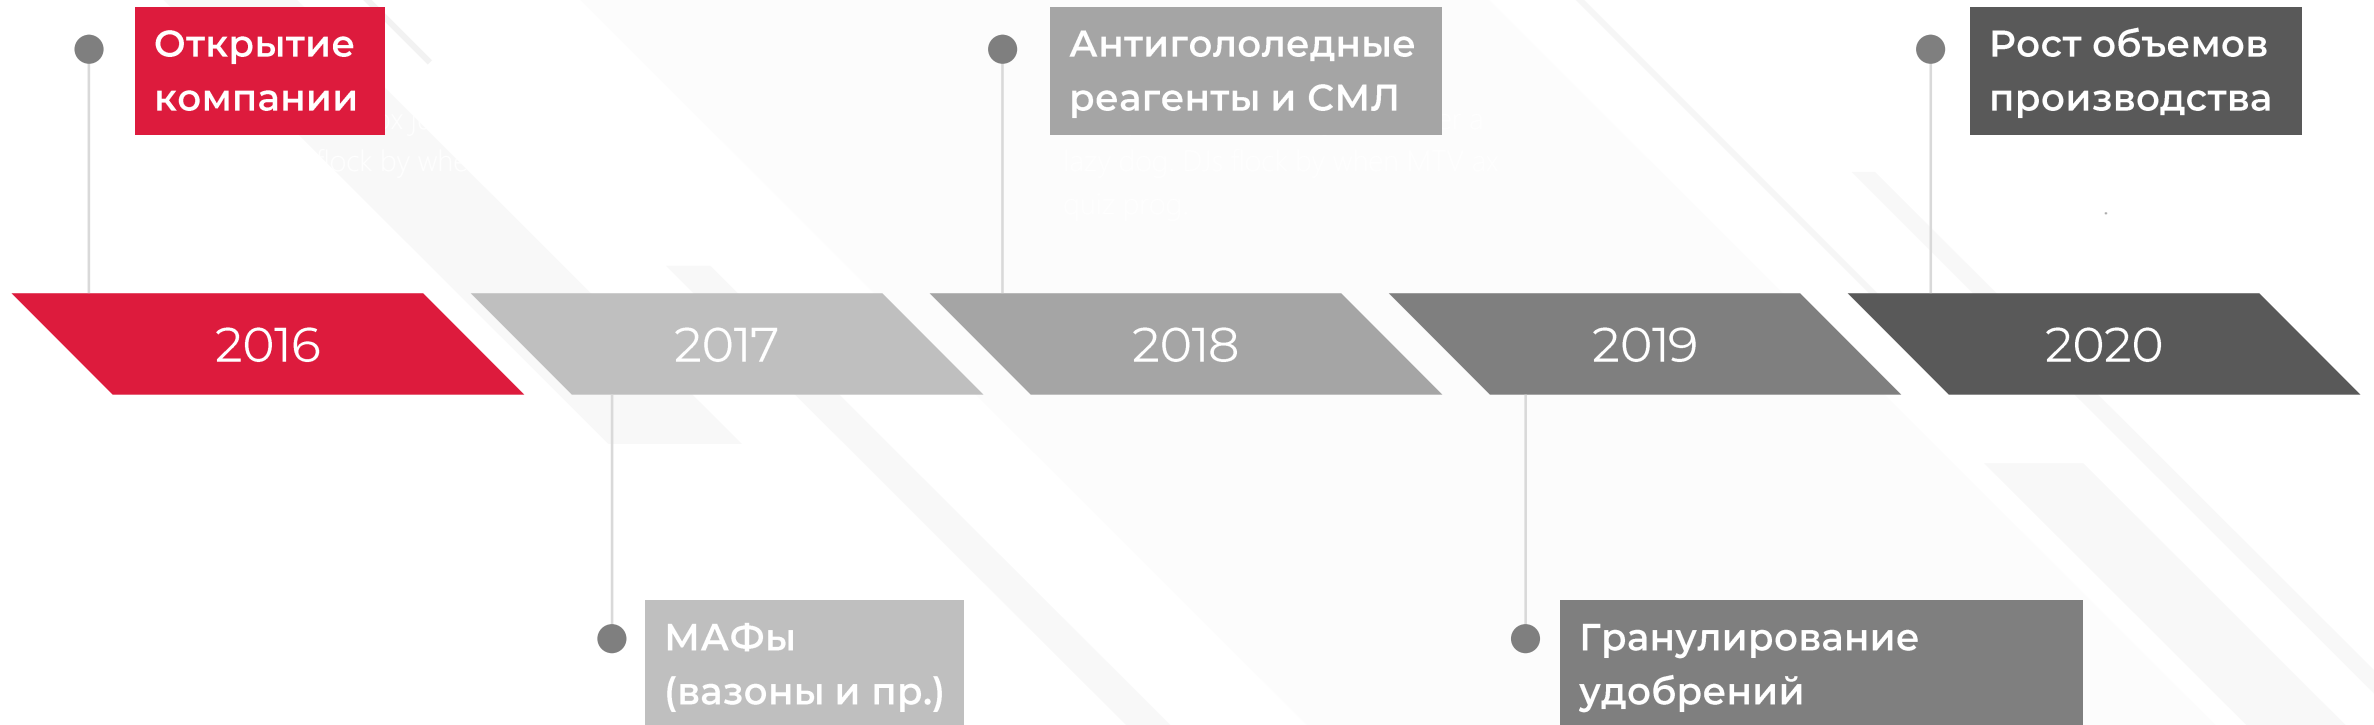 Открытие
компании
Антигололедные
реагенты и СМЛ
Рост объемов
производства
2016
2017
2018
2019
2020
МАФы
(вазоны и пр.)
Гранулирование
удобрений